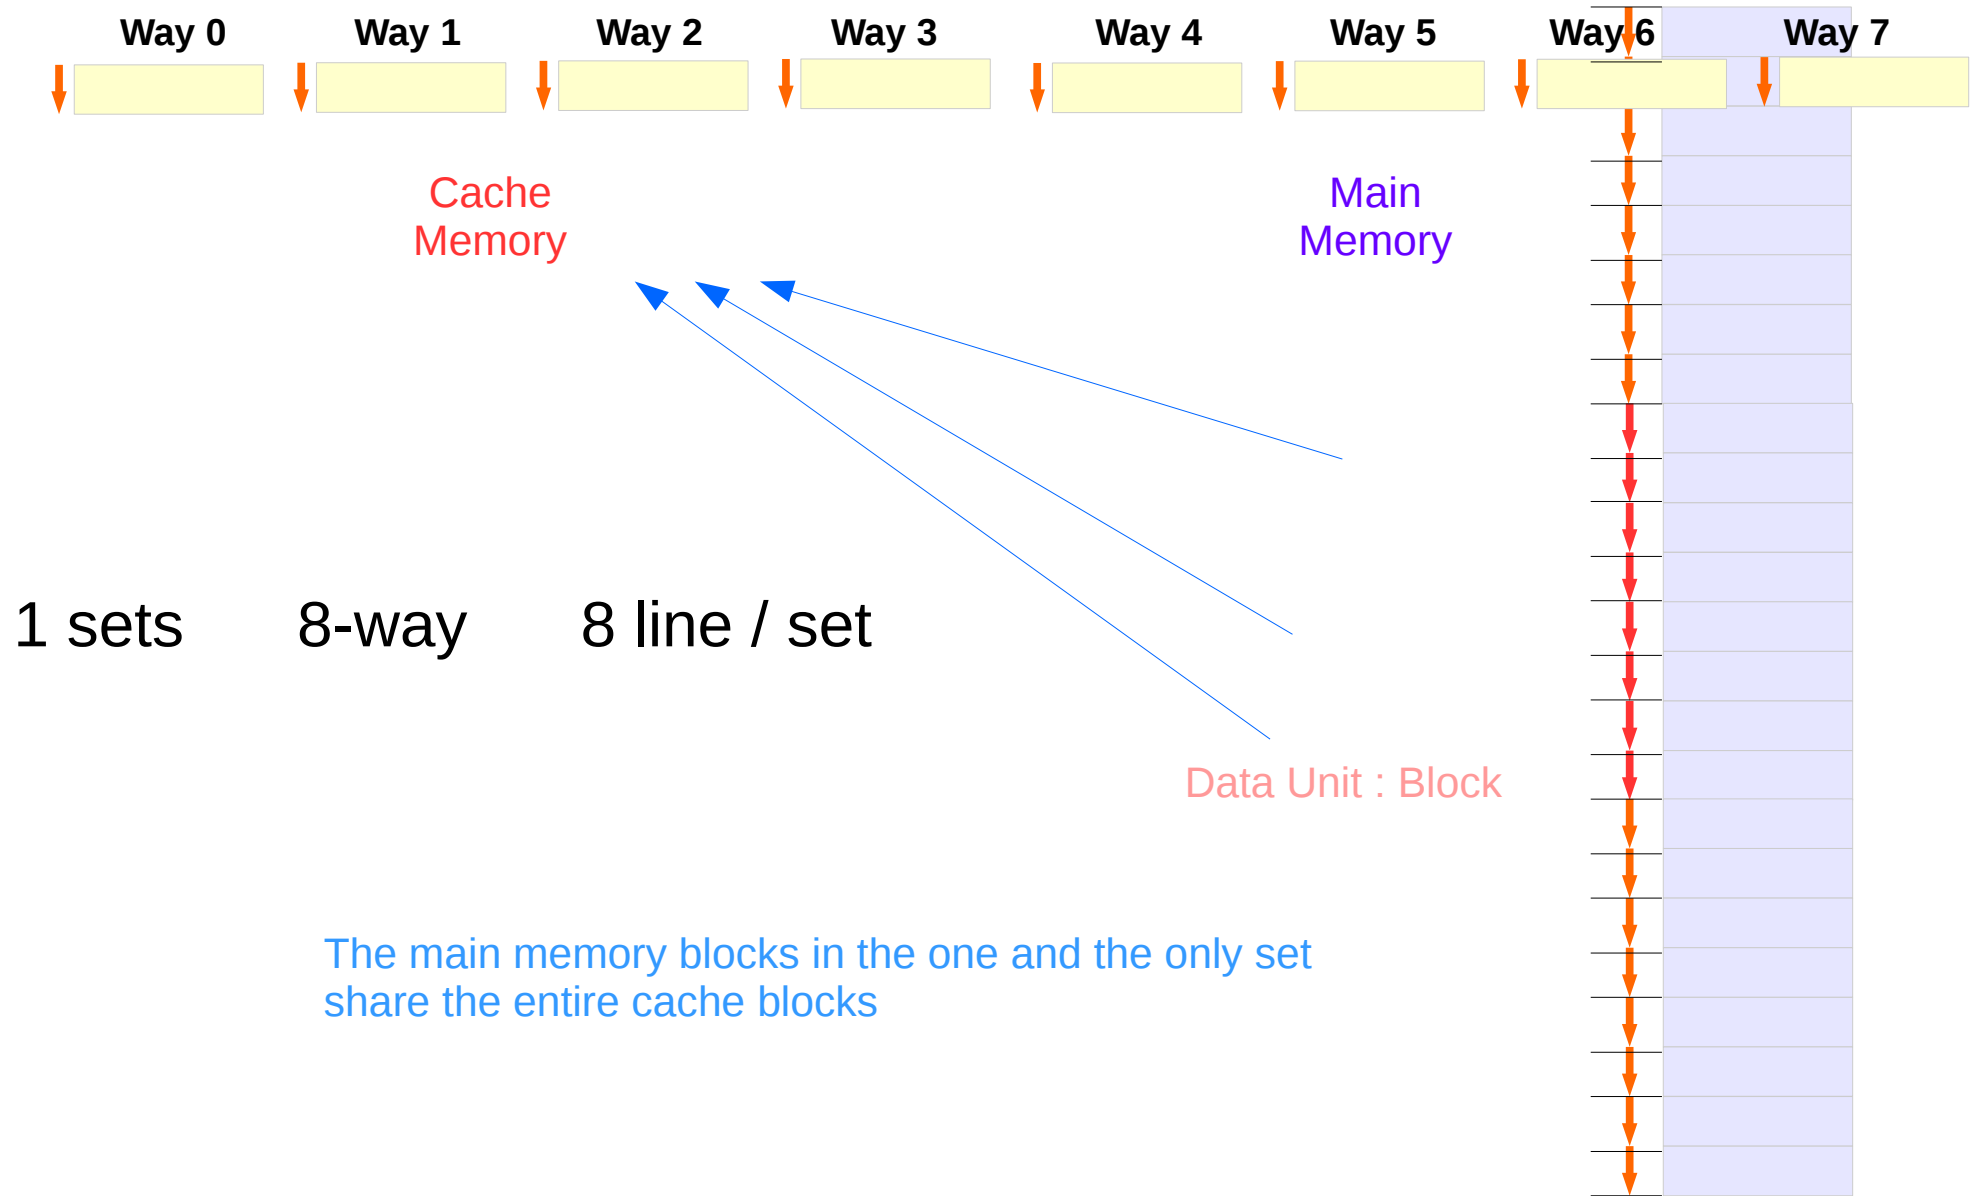 Way 0 Way 1 Way 2 Way 3 Way 4 Way 5 Way 6 Way 7
Cache
Memory
Main
Memory
1 sets 8-way 8 line / set
Data Unit : Block
The main memory blocks in the one and the only set
share the entire cache blocks